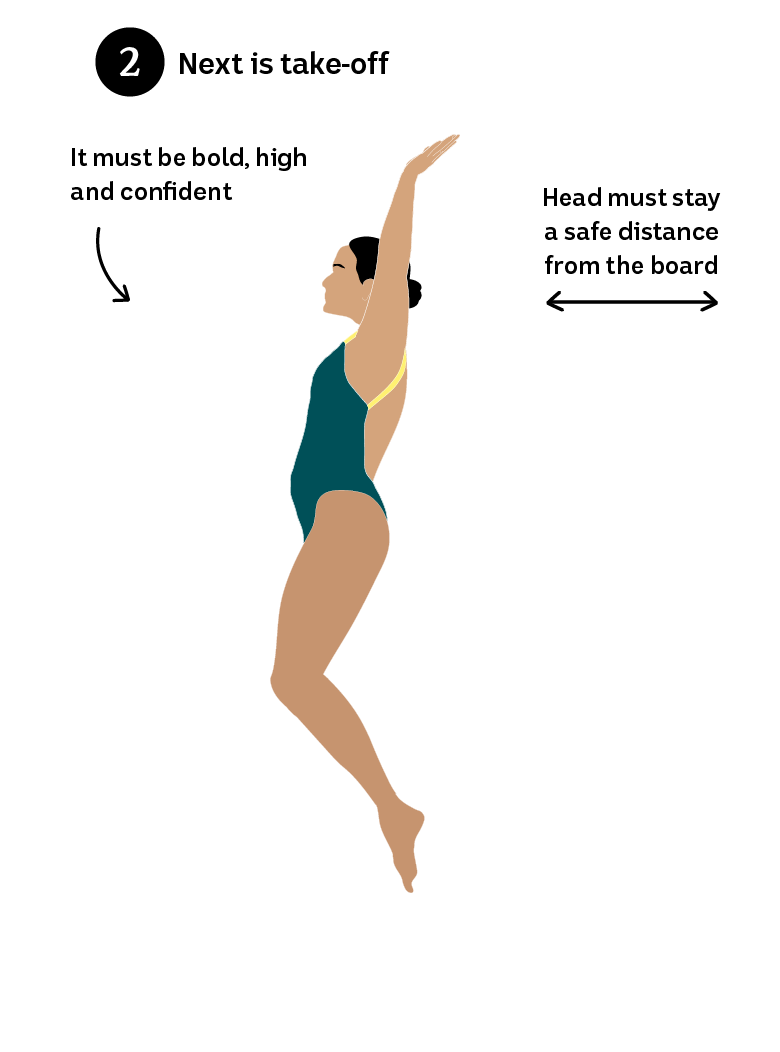 2 Next is take-off
It must be bold, high
and confident
Head must stay
a safe distance
from the board